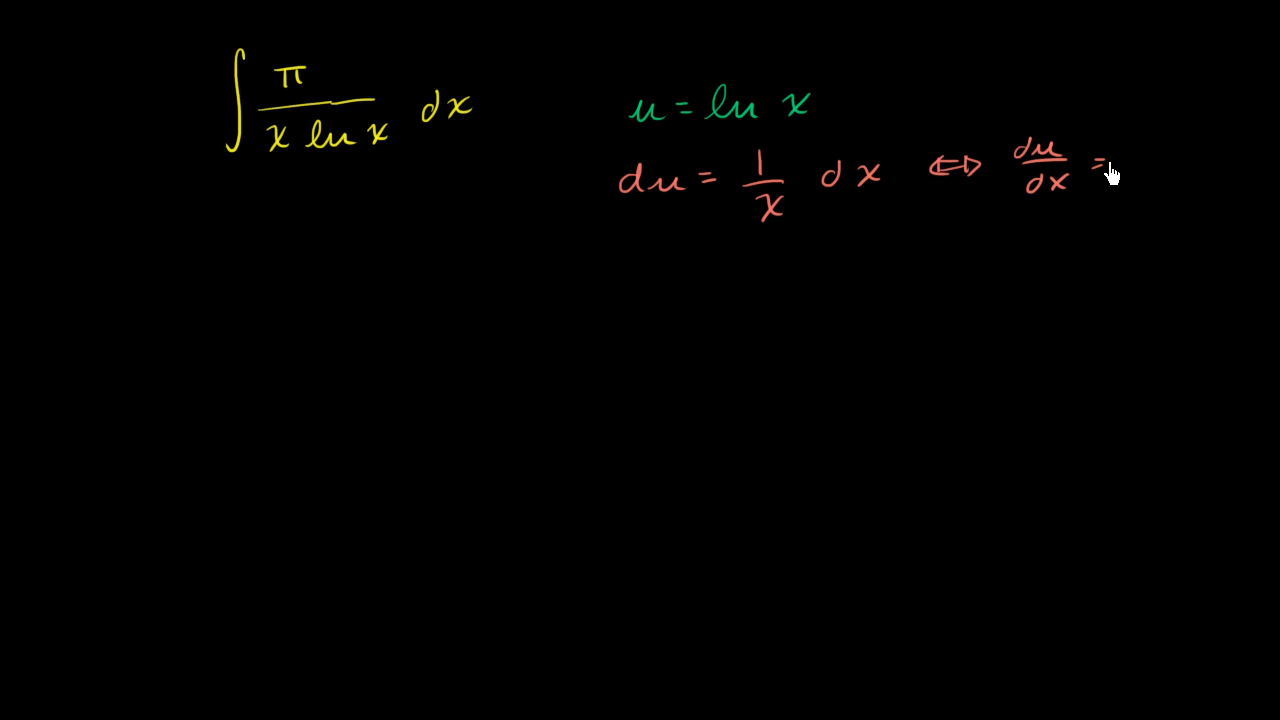 ∫ π / (x ln x) dx
u = ln x
du = 1/x dx ⟺ du/dx =